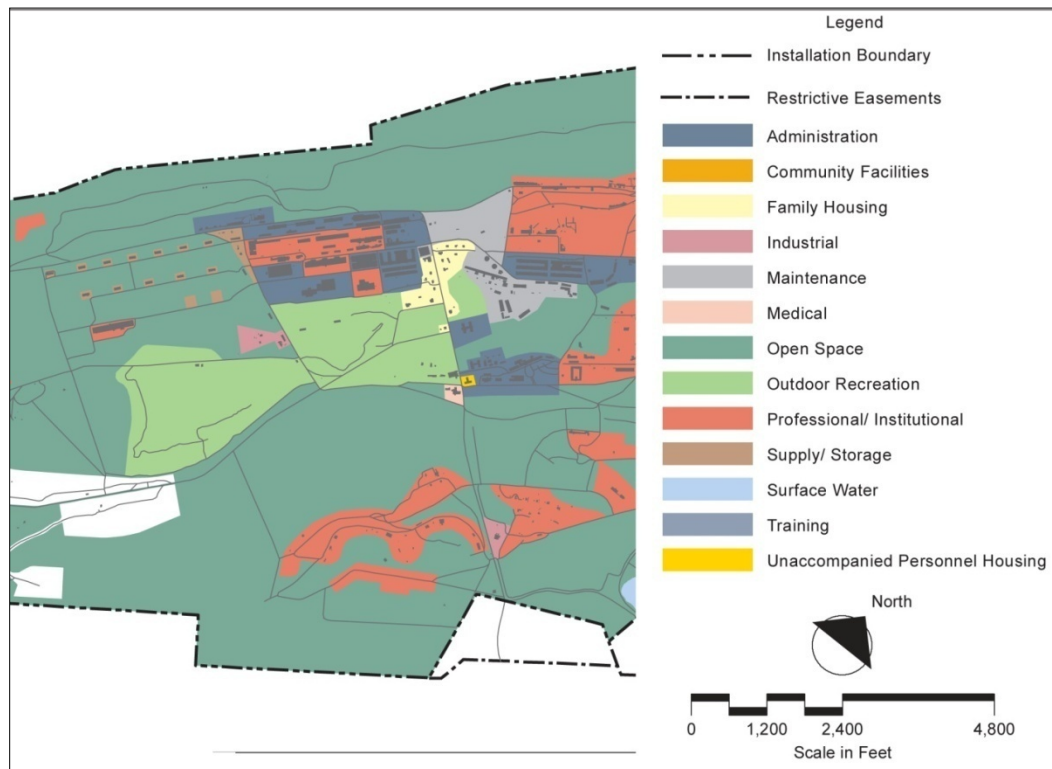 Legend
Installation Boundary
Restrictive Easements
Administration
Community Facilities
Family Housing
Industrial
Maintenance
Medical
Open Space
Outdoor Recreation
Professional/ Institutional
Supply/ Storage
Surface Water
Training
Unaccompanied Personnel Housing
North
0 1,200 2,400 4,800
Scale in Feet